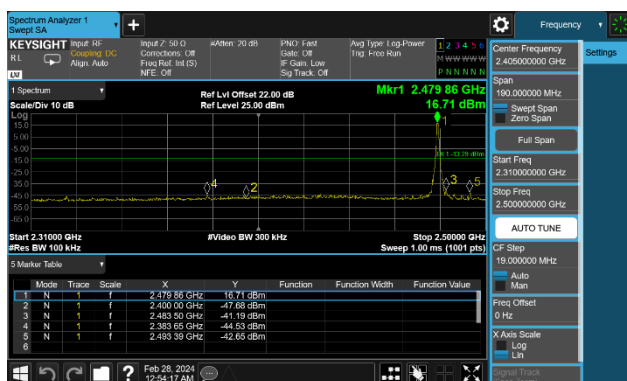 Spectrum Analyzer 1
Swept SA
+
Frequency
KEYSIGHT
R L
Input: RF
Coupling: DC
Align: Auto
Input Z: 50 Ω
Corrections: Off
Freq Ref: Int (S)
NFE: Off
#Atten: 20 dB
PNO: Fast
Gate: Off
IF Gain: Low
Sig Track: Off
Avg Type: Log-Power
Trig: Free Run
1 2 3 4 5 6
M W W W W W
P N N N N N
Settings
Center Frequency
2.405000000 GHz
Span
190.000000 MHz
Swept Span
Zero Span
Full Span
Start Freq
2.310000000 GHz
Stop Freq
2.500000000 GHz
AUTO TUNE
CF Step
19.000000 MHz
Auto
Man
Freq Offset
0 Hz
X Axis Scale
Log
Lin
Signal Track
1 Spectrum
Scale/Div 10 dB
Ref Lvl Offset 22.00 dB
Ref Level 25.00 dBm
Mkr1 2.479 86 GHz
16.71 dBm
Log
15.0
5.00
-5.00
-15.0
-25.0
-35.0
-45.0
-55.0
-65.0
1
4
2
3
5
Start 2.31000 GHz
#Res BW 100 kHz
#Video BW 300 kHz
Stop 2.50000 GHz
Sweep 1.00 ms (1001 pts)
5 Marker Table
Mode Trace Scale X Y Function Function Width Function Value
1 N 1 f 2.479 86 GHz 16.71 dBm
2 N 1 f 2.400 00 GHz -47.68 dBm
3 N 1 f 2.483 50 GHz -41.19 dBm
4 N 1 f 2.383 65 GHz -44.53 dBm
5 N 1 f 2.493 39 GHz -42.65 dBm
6
?
Feb 28, 2024
12:54:17 AM